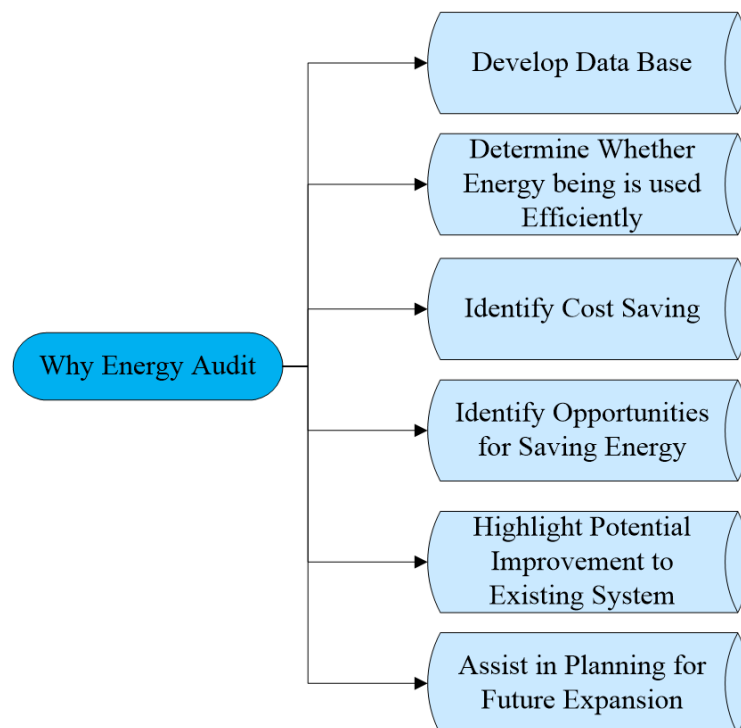 Develop Data Base
Determine Whether
Energy being is used
Efficiently
Identify Cost Saving
Why Energy Audit
Identify Opportunities
for Saving Energy
Highlight Potential
Improvement to
Existing System
Assist in Planning for
Future Expansion